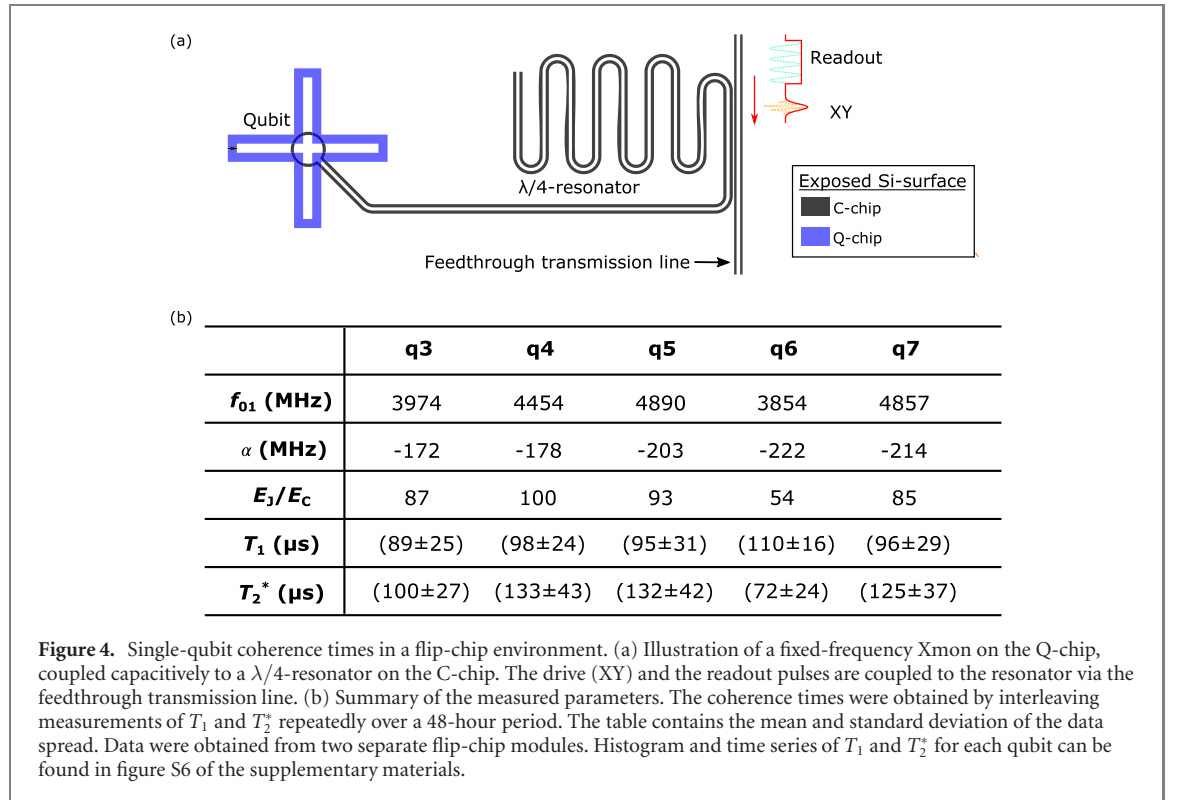 (a)
Qubit
λ/4-resonator
Feedthrough transmission line
Readout
XY
Exposed Si-surface
C-chip
Q-chip
(b)
q3 q4 q5 q6 q7
f01 (MHz) 3974 4454 4890 3854 4857
α (MHz) -172 -178 -203 -222 -214
EJ/EC 87 100 93 54 85
T1 (µs) (89±25) (98±24) (95±31) (110±16) (96±29)
T2* (µs) (100±27) (133±43) (132±42) (72±24) (125±37)
Figure 4. Single-qubit coherence times in a flip-chip environment. (a) Illustration of a fixed-frequency Xmon on the Q-chip,
coupled capacitively to a λ/4-resonator on the C-chip. The drive (XY) and the readout pulses are coupled to the resonator via the
feedthrough transmission line. (b) Summary of the measured parameters. The coherence times were obtained by interleaving
measurements of T1 and T2* repeatedly over a 48-hour period. The table contains the mean and standard deviation of the data
spread. Data were obtained from two separate flip-chip modules. Histogram and time series of T1 and T2* for each qubit can be
found in figure S6 of the supplementary materials.